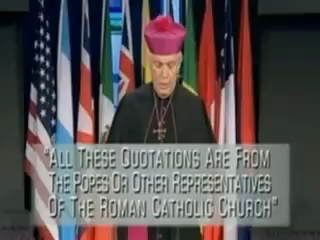 "All These Quotations Are From
The Popes Or Other Representatives
Of The Roman Catholic Church"